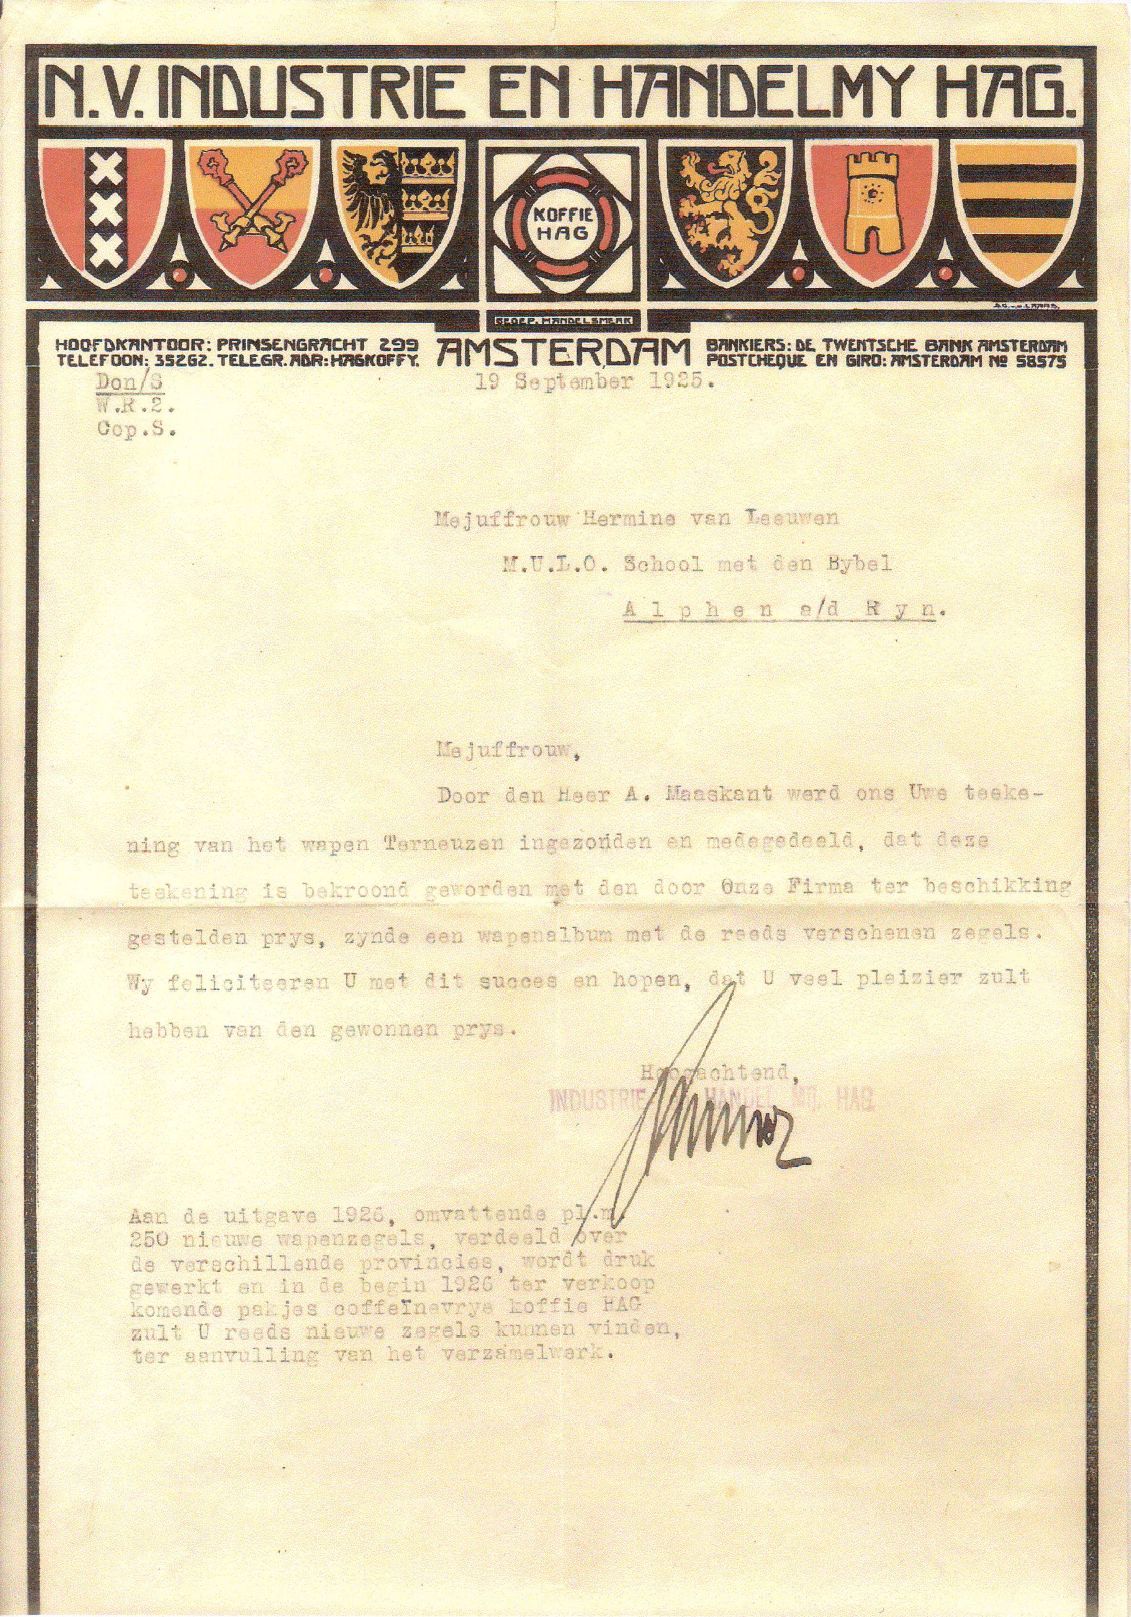 N.V. INDUSTRIE EN HANDELMY HAG.
KOFFIE
HAG
GEDEP. HANDELSMERK
HOOFDKANTOOR: PRINSENGRACHT 299
TELEFOON: 35262. TELEGR. ADR: HAGKOFFY.
AMSTERDAM
BANKIERS: DE TWENTSCHE BANK AMSTERDAM
POSTCHEQUE EN GIRO: AMSTERDAM No 58575
Don/S
W.R.2.
Cop.S.
19 September 1925.
Mejuffrouw Hermine van Leeuwen
M.U.L.O. School met den Bybel
A l p h e n a/d R y n.
Mejuffrouw,
Door den Heer A. Maaskant werd ons Uwe teeke-
ning van het wapen Terneuzen ingezonden en medegedeeld, dat deze
teekening is bekroond geworden met den door Onze Firma ter beschikking
gestelden prys, zynde een wapenalbum met de reeds verschenen zegels.
Wy feliciteeren U met dit succes en hopen, dat U veel pleizier zult
hebben van den gewonnen prys.
Hoogachtend,
INDUSTRIE HANDEL MIJ. HAG.
Aan de uitgave 1926, omvattende pl.m.
250 nieuwe wapenzegels, verdeeld over
de verschillende provincies, wordt druk
gewerkt en in de begin 1926 ter verkoop
komende pakjes coffeïnevrye koffie HAG
zult U reeds nieuwe zegels kunnen vinden,
ter aanvulling van het verzamelwerk.